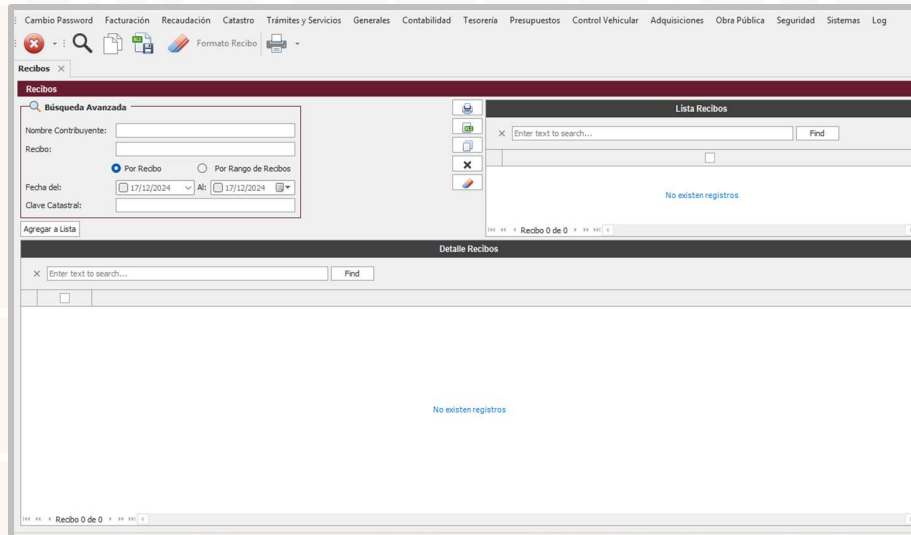 Cambio Password Facturación Recaudación Catastro Trámites y Servicios Generales Contabilidad Tesorería Presupuestos Control Vehicular Adquisiciones Obra Pública Seguridad Sistemas Log
Formato Recibo
Recibos
Recibos
Búsqueda Avanzada
Nombre Contribuyente:
Recibo:
Por Recibo Por Rango de Recibos
Fecha del: 17/12/2024 Al: 17/12/2024
Clave Catastral:
Agregar a Lista
Lista Recibos
Enter text to search... Find
No existen registros
Recibo 0 de 0
Detalle Recibos
Enter text to search... Find
No existen registros
Recibo 0 de 0